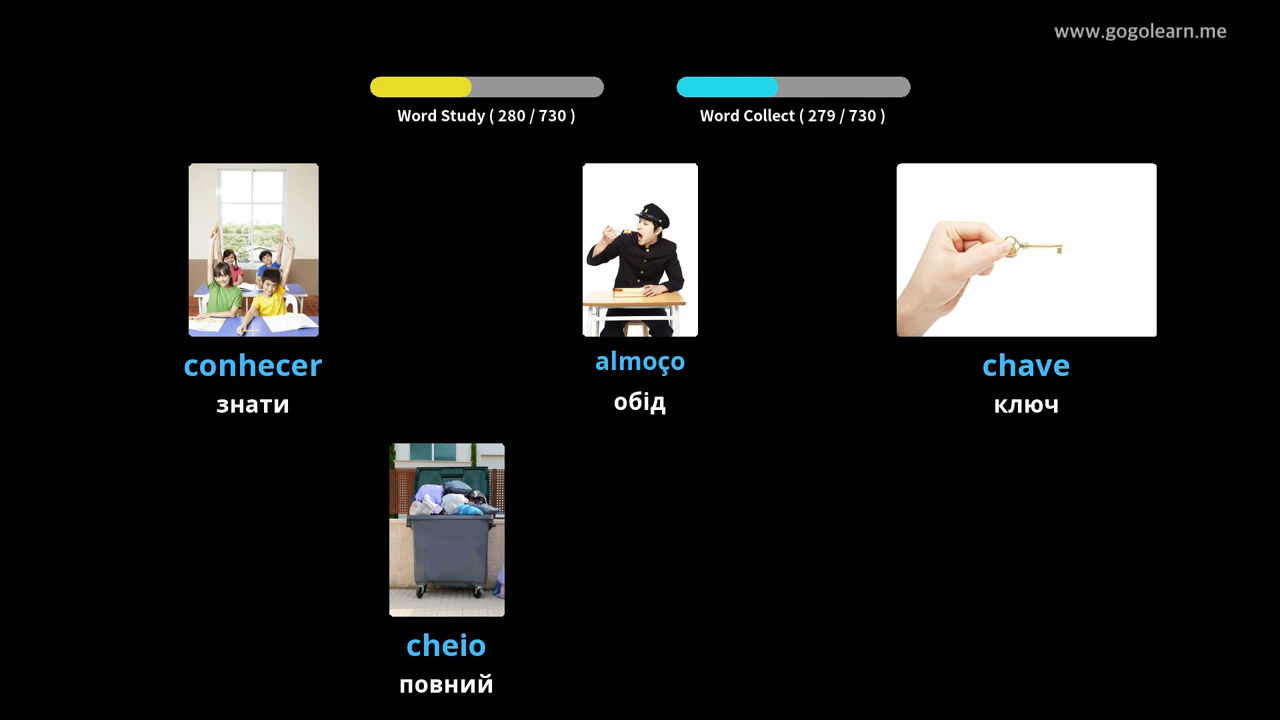 www.gogolearn.me
Word Study ( 280 / 730 )
Word Collect ( 279 / 730 )
conhecer
знати
almoço
обід
chave
ключ
cheio
повний